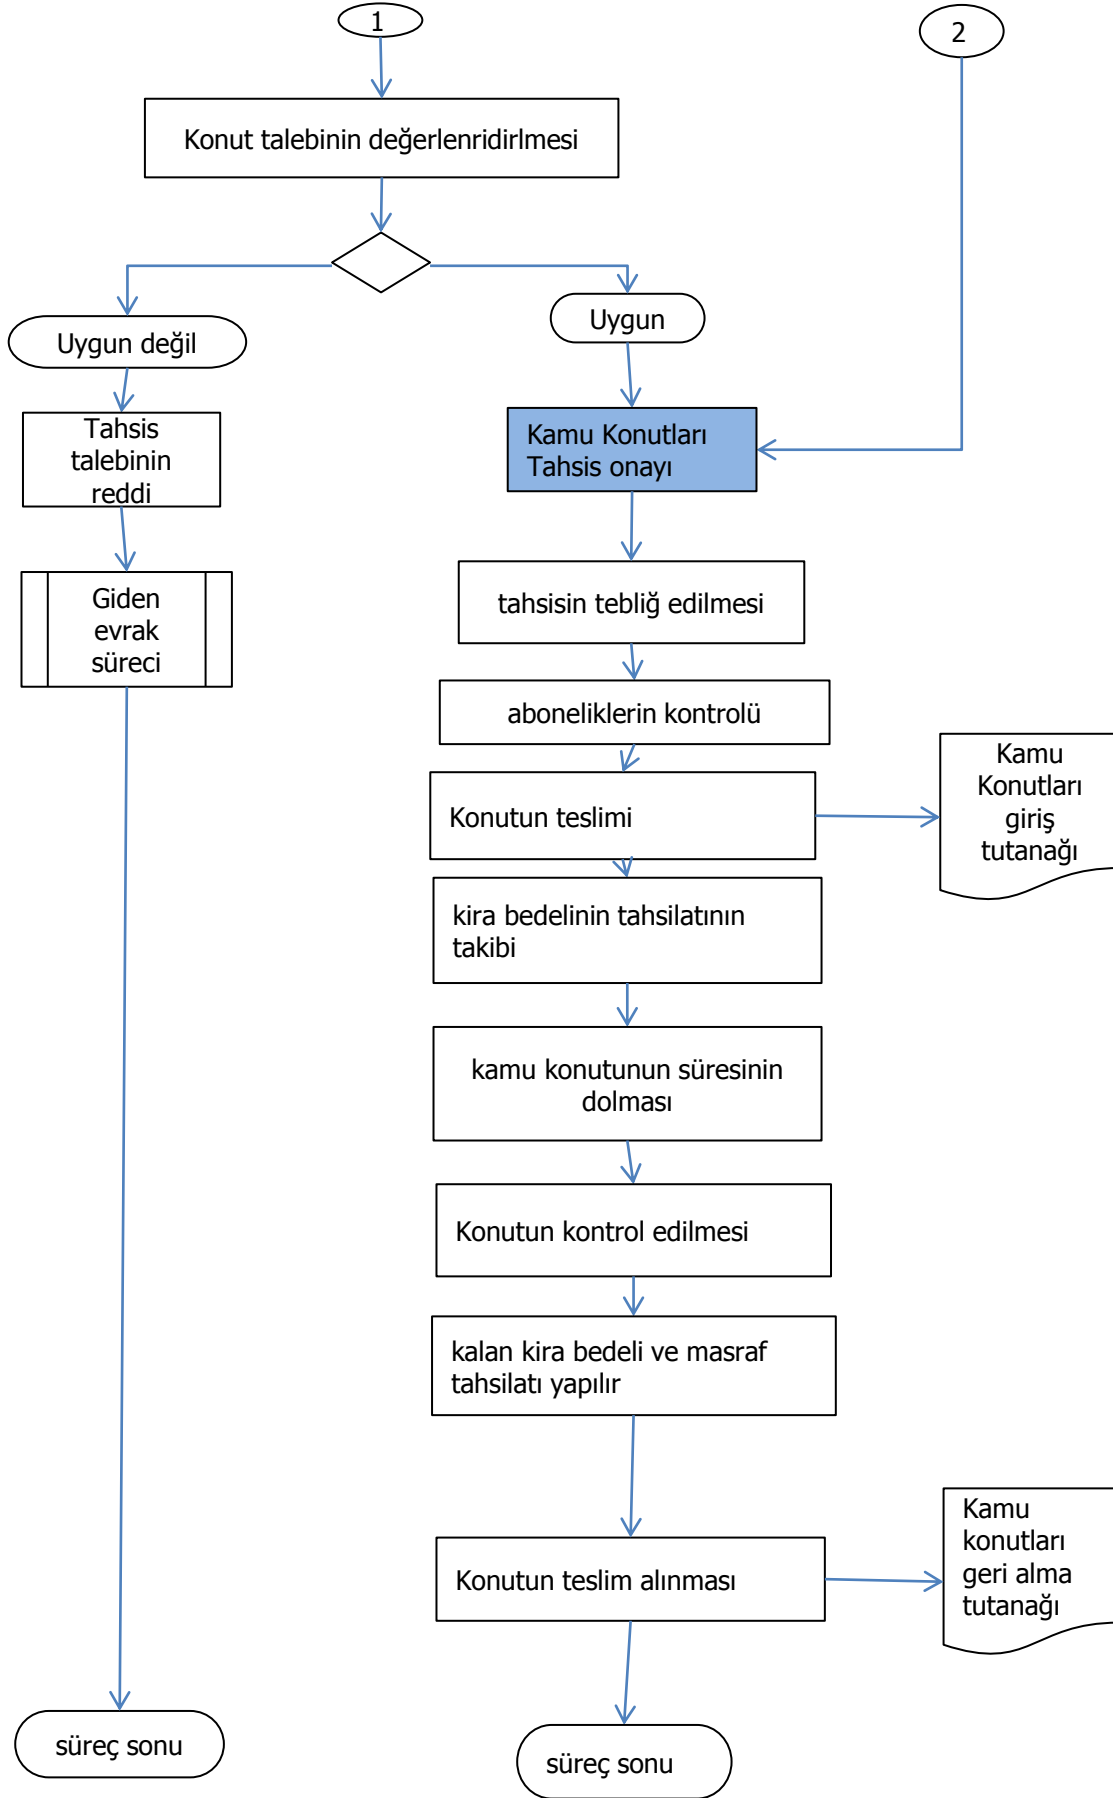 1
2
Konut talebinin değerlenridirlmesi
Uygun değil
Uygun
Tahsis
talebinin
reddi
Kamu Konutları
Tahsis onayı
Giden
evrak
süreci
tahsisin tebliğ edilmesi
aboneliklerin kontrolü
Konutun teslimi
Kamu
Konutları
giriş
tutanağı
kira bedelinin tahsilatının
takibi
kamu konutunun süresinin
dolması
Konutun kontrol edilmesi
kalan kira bedeli ve masraf
tahsilatı yapılır
Konutun teslim alınması
Kamu
konutları
geri alma
tutanağı
süreç sonu
süreç sonu